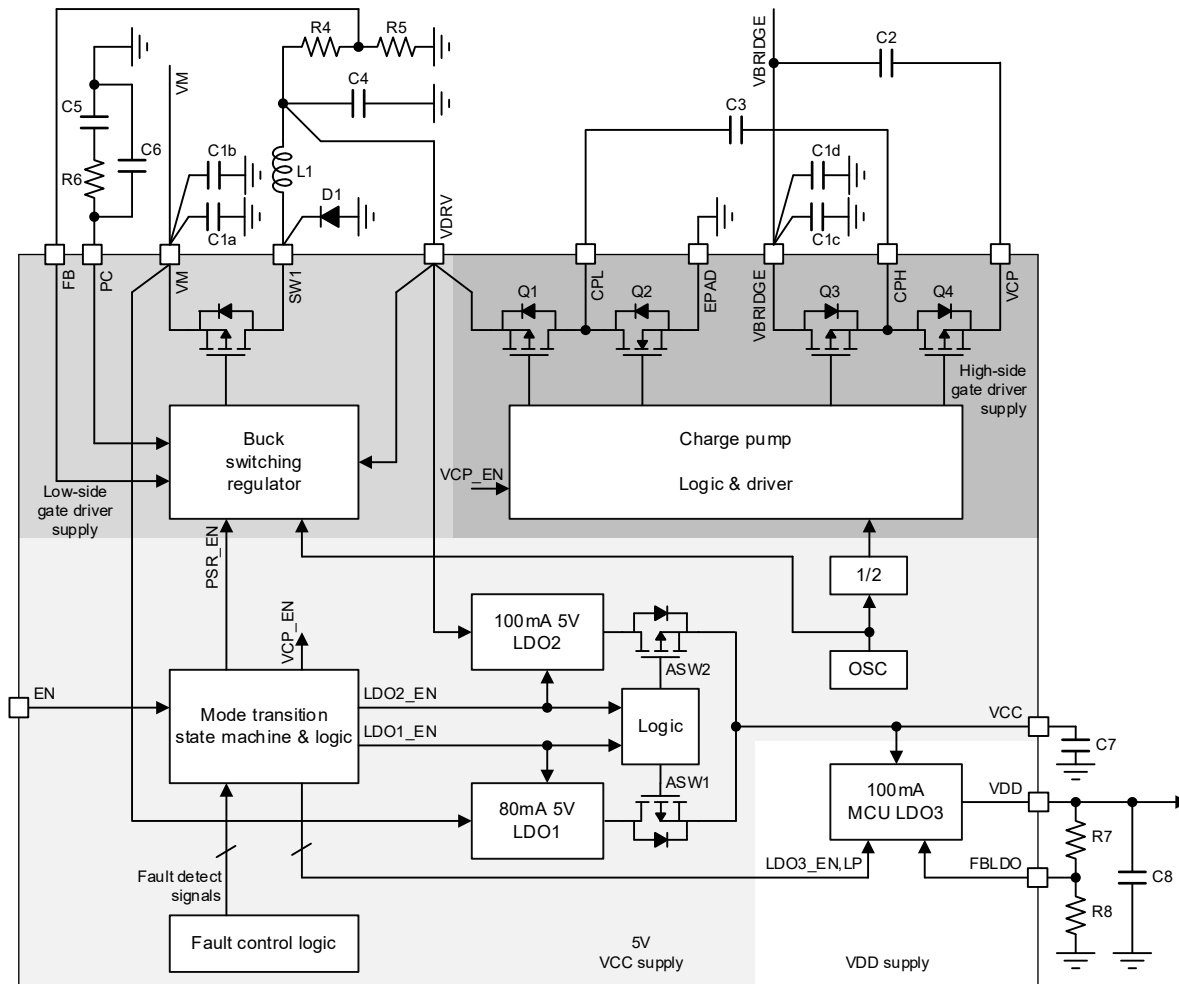 R4
R5
VBRIDGE
C2
VM
C4
C5
C3
C6
C1b
L1
C1d
R6
D1
VDRV
C1a
C1c
FB
PC
VM
SW1
Q1
CPL
Q2
EPAD
VBRIDGE
Q3
CPH
Q4
VCP
High-side
gate driver
supply
Buck
switching
regulator
Charge pump
Logic & driver
VCP_EN
Low-side
gate driver
supply
PSR_EN
1/2
VCP_EN
100mA 5V
LDO2
ASW2
OSC
EN
Mode transition
state machine & logic
LDO2_EN
LDO1_EN
Logic
VCC
C7
ASW1
80mA 5V
LDO1
100mA
MCU LDO3
VDD
R7
Fault detect
signals
LDO3_EN,LP
FBLDO
C8
R8
Fault control logic
5V
VCC supply
VDD supply